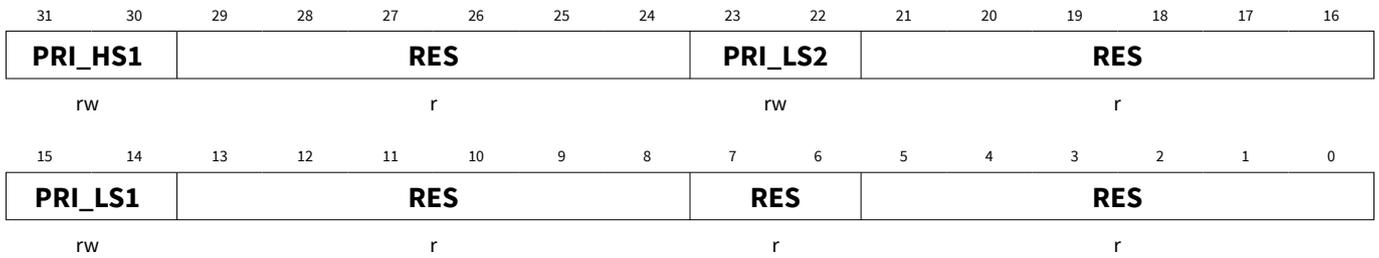 31 30 29 28 27 26 25 24 23 22 21 20 19 18 17 16
PRI_HS1 RES PRI_LS2 RES
rw r rw r
15 14 13 12 11 10 9 8 7 6 5 4 3 2 1 0
PRI_LS1 RES RES RES
rw r r r